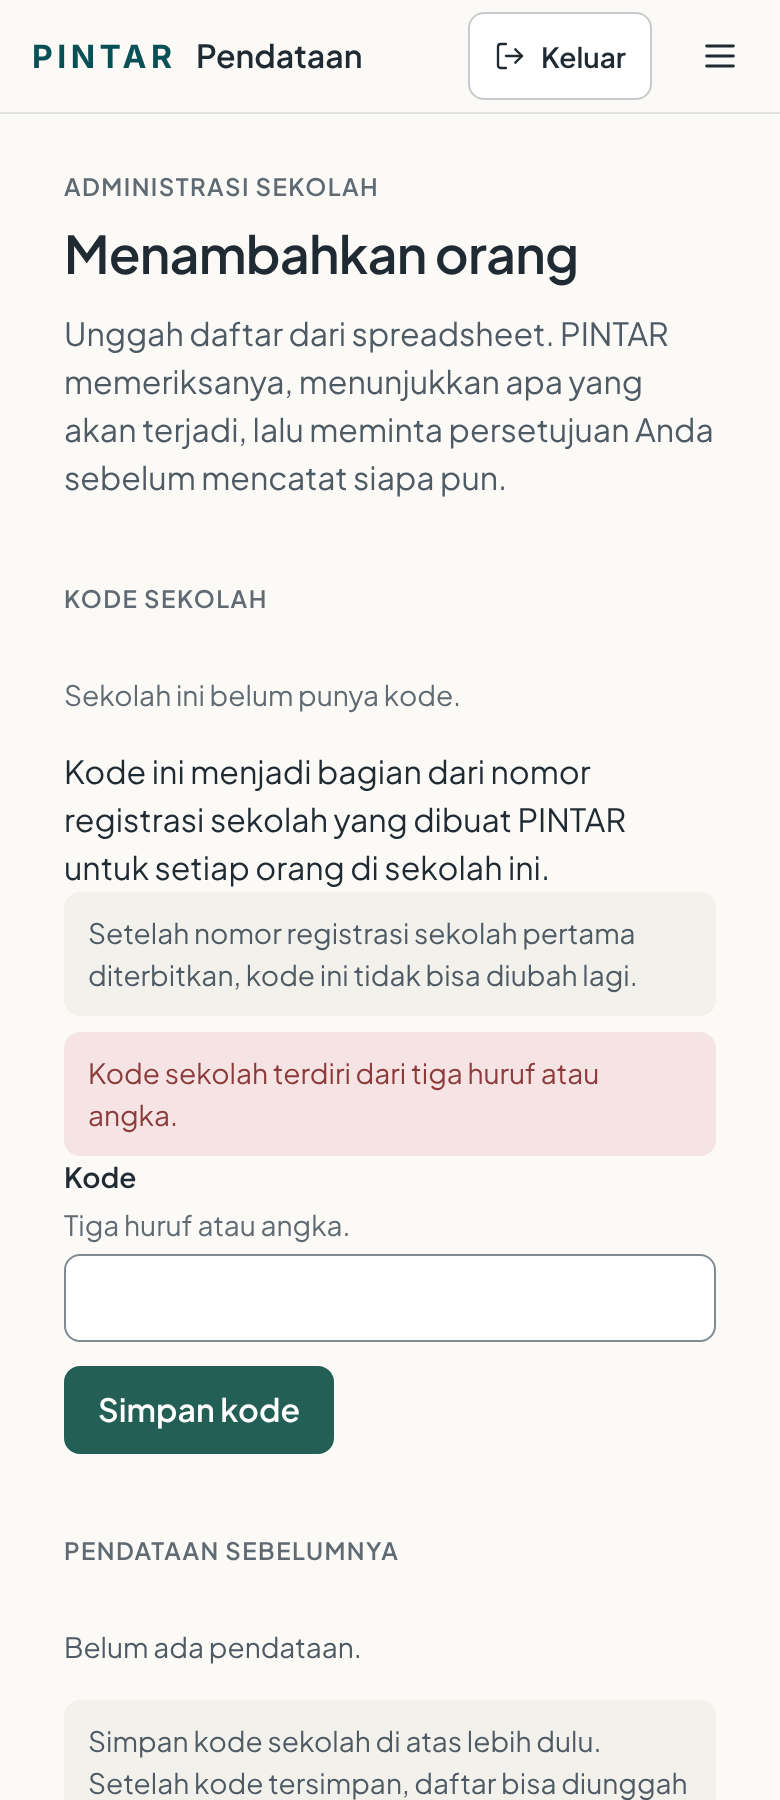 PINTAR Pendataan
Keluar
ADMINISTRASI SEKOLAH
Menambahkan orang
Unggah daftar dari spreadsheet. PINTAR
memeriksanya, menunjukkan apa yang
akan terjadi, lalu meminta persetujuan Anda
sebelum mencatat siapa pun.
KODE SEKOLAH
Sekolah ini belum punya kode.
Kode ini menjadi bagian dari nomor
registrasi sekolah yang dibuat PINTAR
untuk setiap orang di sekolah ini.
Setelah nomor registrasi sekolah pertama
diterbitkan, kode ini tidak bisa diubah lagi.
Kode sekolah terdiri dari tiga huruf atau
angka.
Kode
Tiga huruf atau angka.
Simpan kode
PENDATAAN SEBELUMNYA
Belum ada pendataan.
Simpan kode sekolah di atas lebih dulu.
Setelah kode tersimpan, daftar bisa diunggah